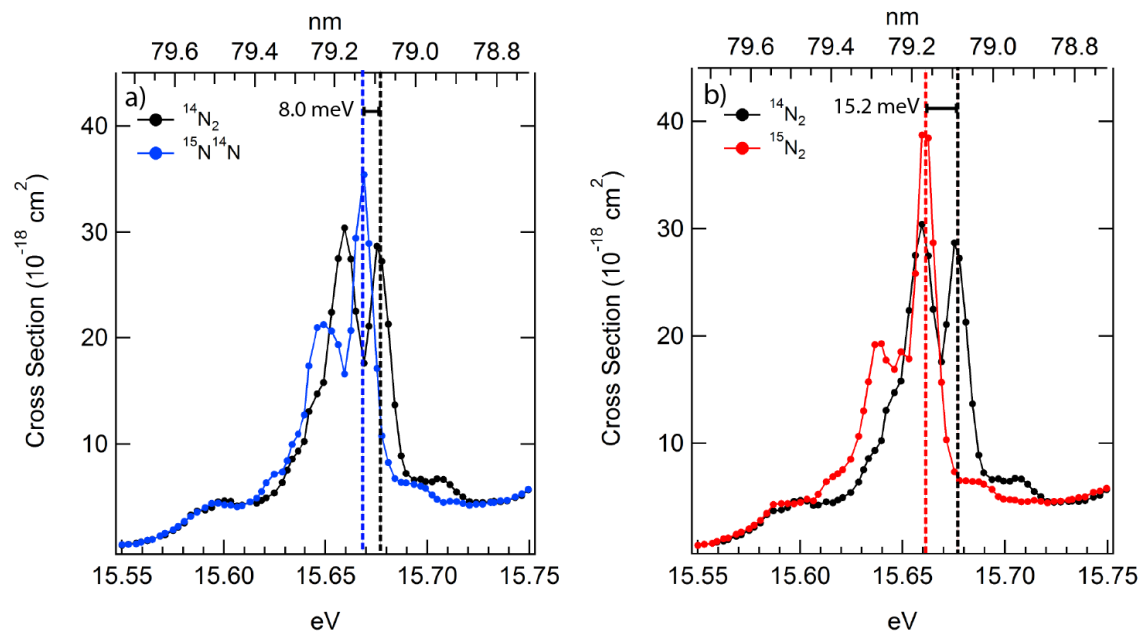 nm
79.6 79.4 79.2 79.0 78.8
a)
8.0 meV
¹⁴N₂
¹⁵N¹⁴N
40
30
20
10
Cross Section (10⁻¹⁸ cm²)
15.55 15.60 15.65 15.70 15.75
eV
nm
79.6 79.4 79.2 79.0 78.8
b)
15.2 meV
¹⁴N₂
¹⁵N₂
40
30
20
10
Cross Section (10⁻¹⁸ cm²)
15.55 15.60 15.66 15.70 15.75
eV